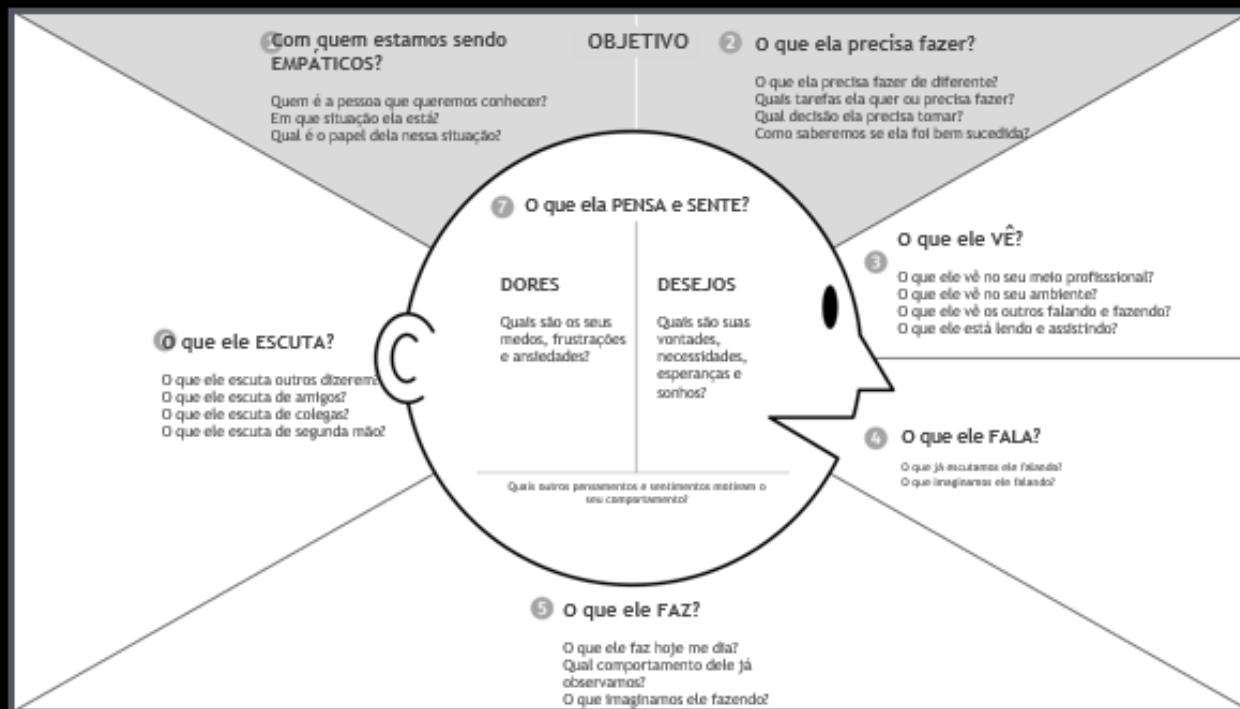 Com quem estamos sendo
EMPÁTICOS?
Quem é a pessoa que queremos conhecer?
Em que situação ela está?
Qual é o papel dela nessa situação?
OBJETIVO
2 O que ela precisa fazer?
O que ela precisa fazer de diferente?
Quais tarefas ela quer ou precisa fazer?
Qual decisão ela precisa tomar?
Como saberemos se ela foi bem sucedida?
3 O que ele VÊ?
O que ele vê no seu meio profisssional?
O que ele vê no seu ambiente?
O que ele vê os outros falando e fazendo?
O que ele está lendo e assistindo?
4 O que ele FALA?
O que já escutamos ele falando?
O que imaginamos ele falando?
5 O que ele FAZ?
O que ele faz hoje me dia?
Qual comportamento dele já
observamos?
O que imaginamos ele fazendo?
O que ele ESCUTA?
O que ele escuta outros dizerem?
O que ele escuta de amigos?
O que ele escuta de colegas?
O que ele escuta de segunda mão?
7 O que ela PENSA e SENTE?
DORES
Quais são os seus
medos, frustrações
e ansiedades?
DESEJOS
Quais são suas
vontades,
necessidades,
esperanças e
sonhos?
Quais outros pensamentos e sentimentos motivam o
seu comportamento?